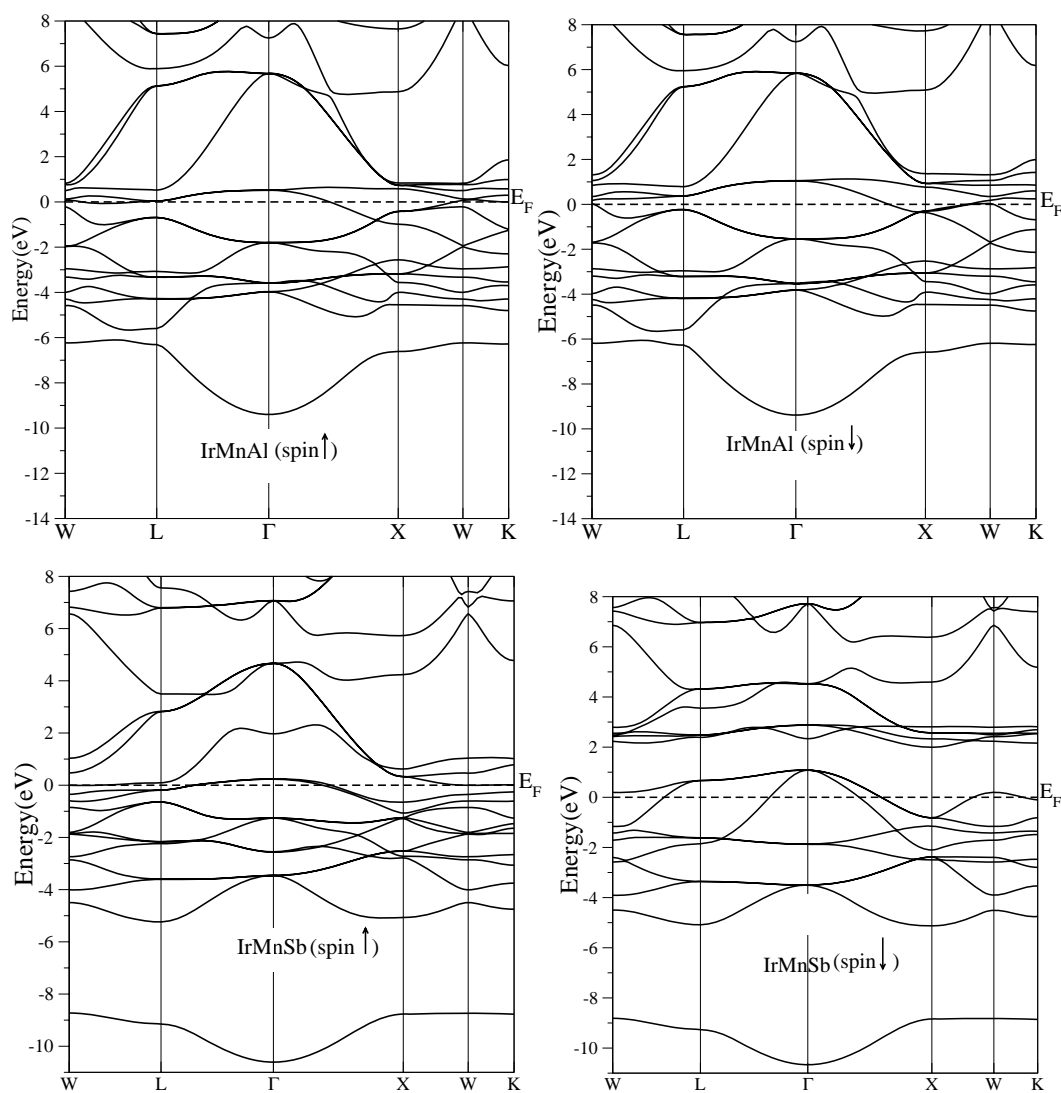 8
6
4
2
0
-2
-4
-6
-8
-10
-12
-14
Energy(eV)
E_F
IrMnAl (spin↑)
W L Γ X W K
8
6
4
2
0
-2
-4
-6
-8
-10
-12
-14
Energy(eV)
E_F
IrMnAl (spin↓)
W L Γ X W K
8
6
4
2
0
-2
-4
-6
-8
-10
Energy(eV)
E_F
IrMnSb (spin↑)
W L Γ X W K
8
6
4
2
0
-2
-4
-6
-8
-10
Energy(eV)
E_F
IrMnSb (spin↓)
W L Γ X W K